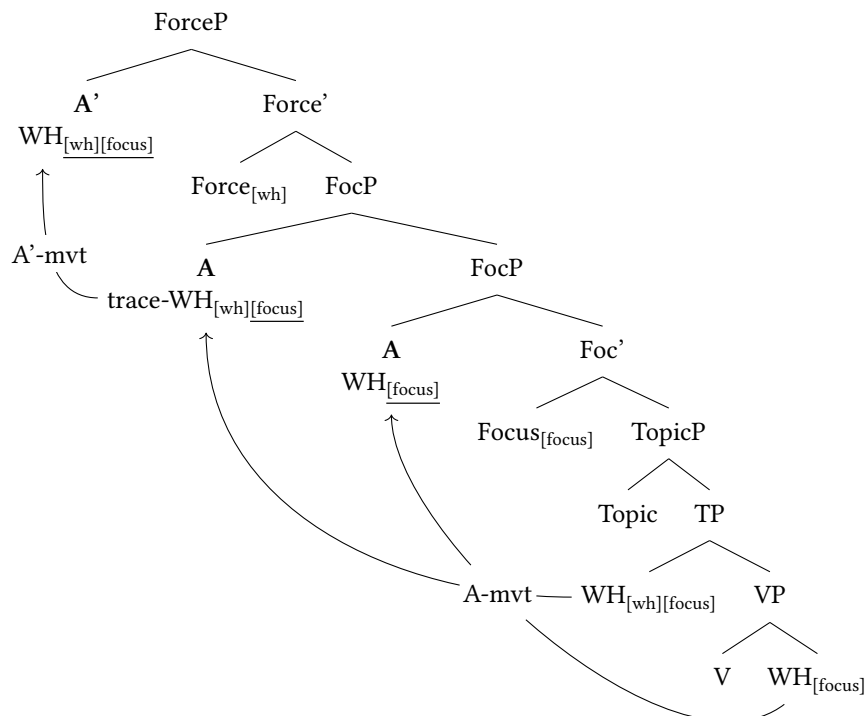 ForceP
A’ Force’
WH[wh][focus]
Force[wh] FocP
A’-mvt A FocP
trace-WH[wh][focus]
A Foc’
WH[focus]
Focus[focus] TopicP
Topic TP
A-mvt WH[wh][focus] VP
V WH[focus]